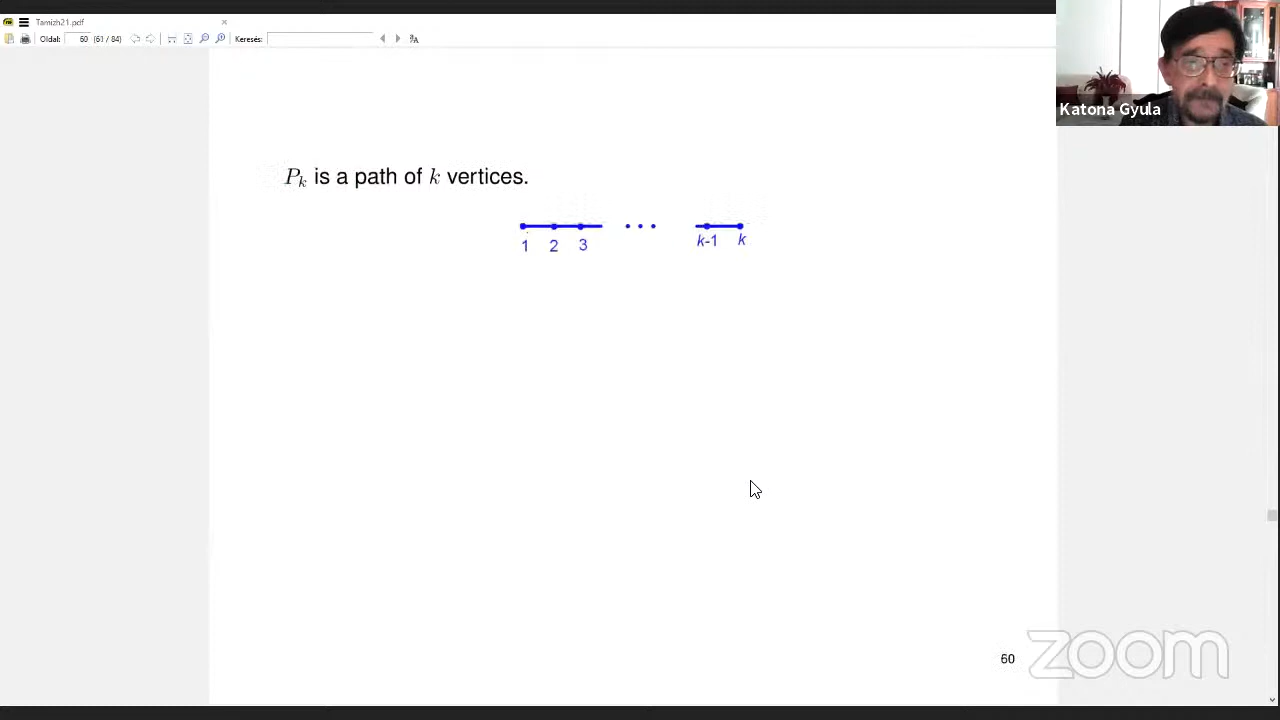 Tamizh21.pdf
Oldal: 60 (61 / 84) Keresés:
Katona Gyula
P_k is a path of k vertices.
1 2 3 ... k-1 k
60
zoom